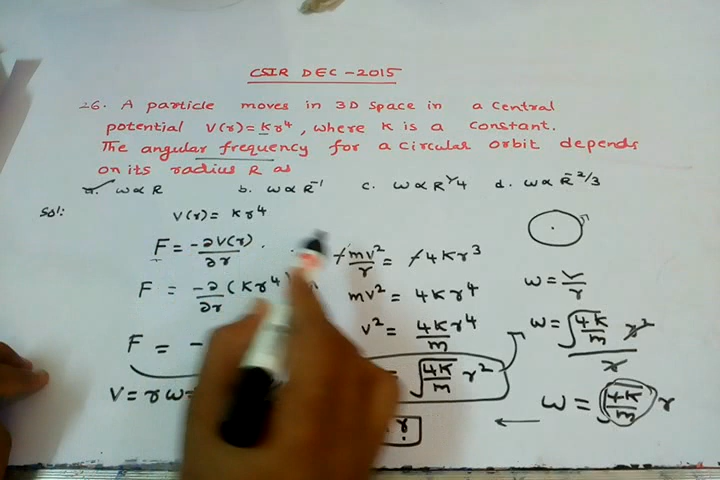 CSIR DEC -2015
26. A particle moves in 3D space in a central
potential V(r) = kr⁴, where k is a constant.
The angular frequency for a circular orbit depends
on its radius R as
a. ω∝R b. ω∝R⁻¹ c. ω∝R^1/4 d. ω∝R^-2/3
Sol:
V(r) = kr⁴
F = -∂V(r)/∂r .
F = -∂/∂r (kr⁴)
F = -
V = rω =
-mv²/r = -4kr³
mv² = 4kr⁴
v² = 4k/m r⁴
= √(4k/m) r²
r
ω = v/r
ω = √(4k/m) r²/r
ω = √(4k/m) r